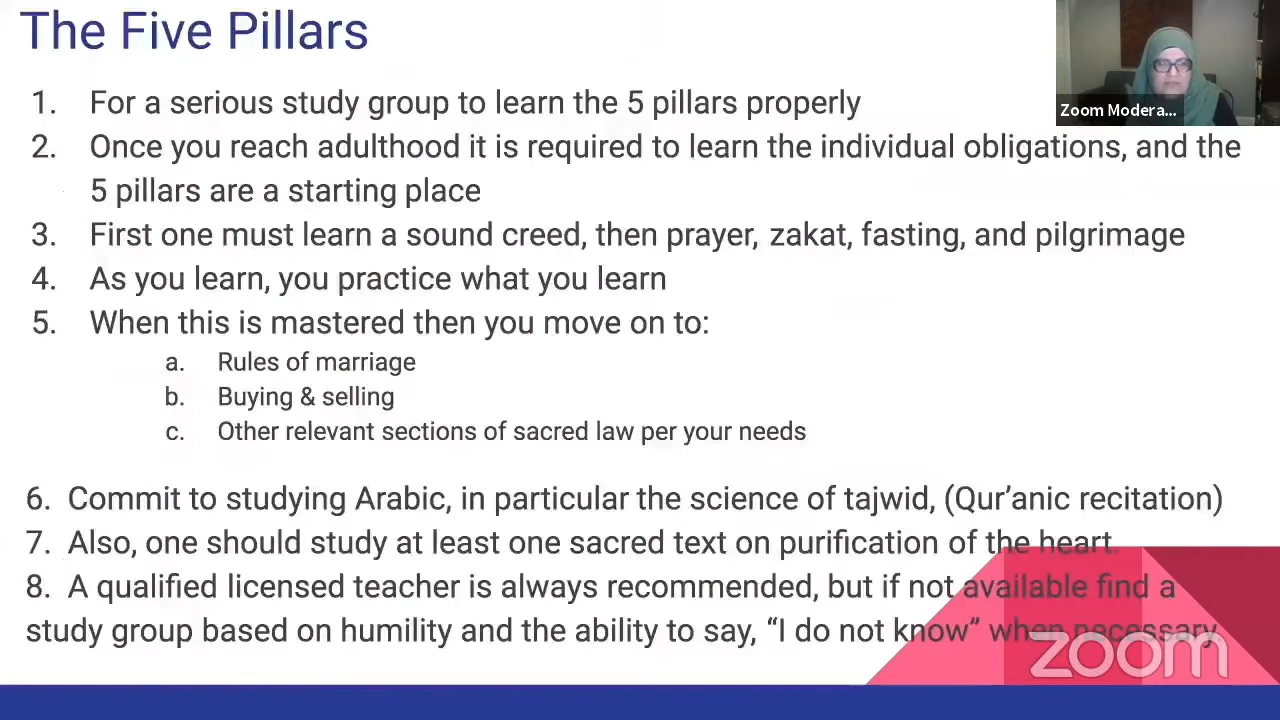 The Five Pillars
Zoom Modera...
1. For a serious study group to learn the 5 pillars properly
2. Once you reach adulthood it is required to learn the individual obligations, and the
5 pillars are a starting place
3. First one must learn a sound creed, then prayer, zakat, fasting, and pilgrimage
4. As you learn, you practice what you learn
5. When this is mastered then you move on to:
a. Rules of marriage
b. Buying & selling
c. Other relevant sections of sacred law per your needs
6. Commit to studying Arabic, in particular the science of tajwid, (Qur’anic recitation)
7. Also, one should study at least one sacred text on purification of the heart.
8. A qualified licensed teacher is always recommended, but if not available find a
study group based on humility and the ability to say, “I do not know” when necessary.
zoom